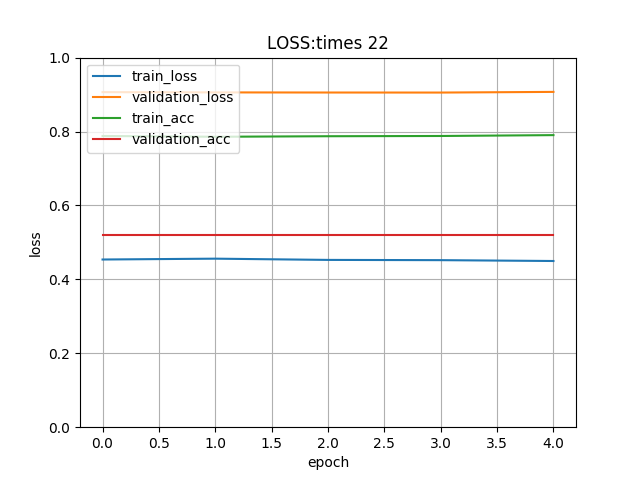 LOSS:times 22
1.0
0.8
0.6
0.4
0.2
0.0
loss
train_loss
validation_loss
train_acc
validation_acc
0.0 0.5 1.0 1.5 2.0 2.5 3.0 3.5 4.0
epoch